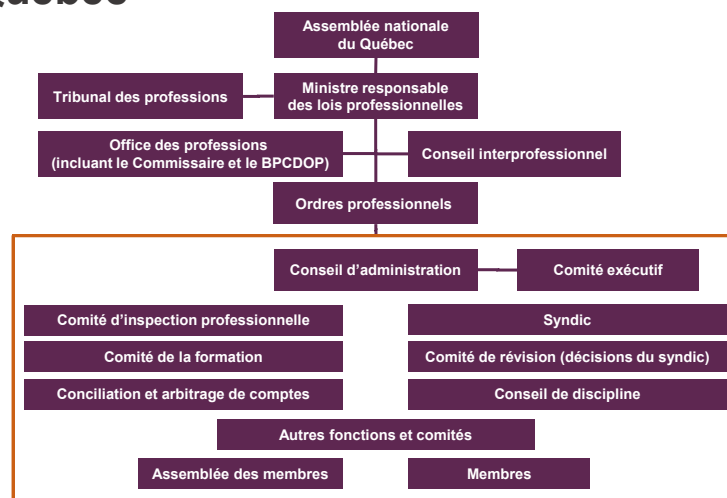 Assemblée nationale
du Québec
Tribunal des professions
Ministre responsable
des lois professionnelles
Office des professions
(incluant le Commissaire et le BPCDOP)
Conseil interprofessionnel
Ordres professionnels
Conseil d'administration
Comité exécutif
Comité d'inspection professionnelle
Syndic
Comité de la formation
Comité de révision (décisions du syndic)
Conciliation et arbitrage de comptes
Conseil de discipline
Autres fonctions et comités
Assemblée des membres
Membres